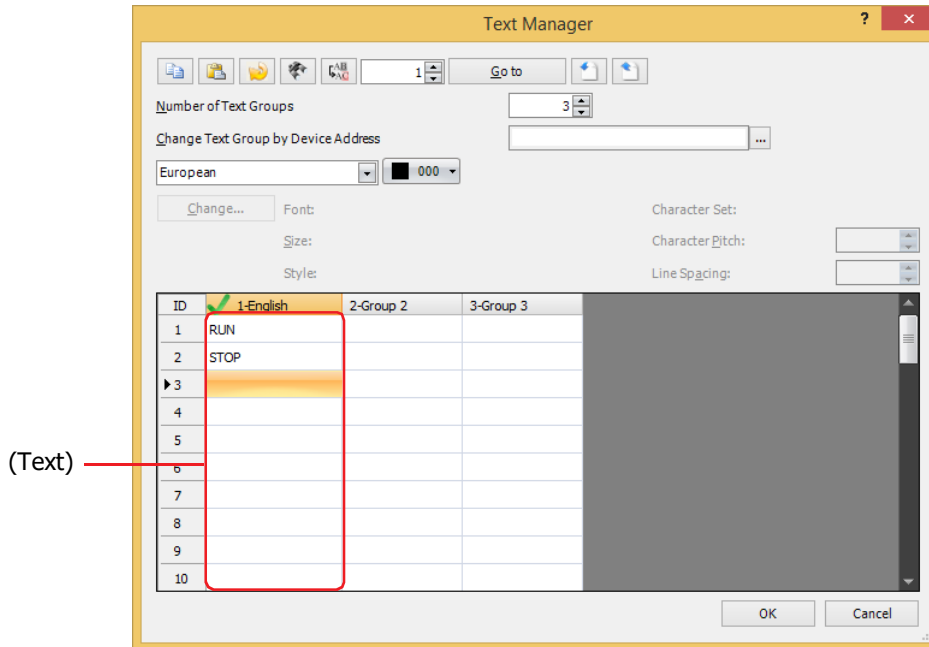 Text Manager
? ×
1 Go to
Number of Text Groups 3
Change Text Group by Device Address ...
European 000
Change... Font: Character Set:
Size: Character Pitch:
Style: Line Spacing:
ID 1-English 2-Group 2 3-Group 3
1 RUN
2 STOP
3
4
5
(Text)
6
7
8
9
10
OK Cancel